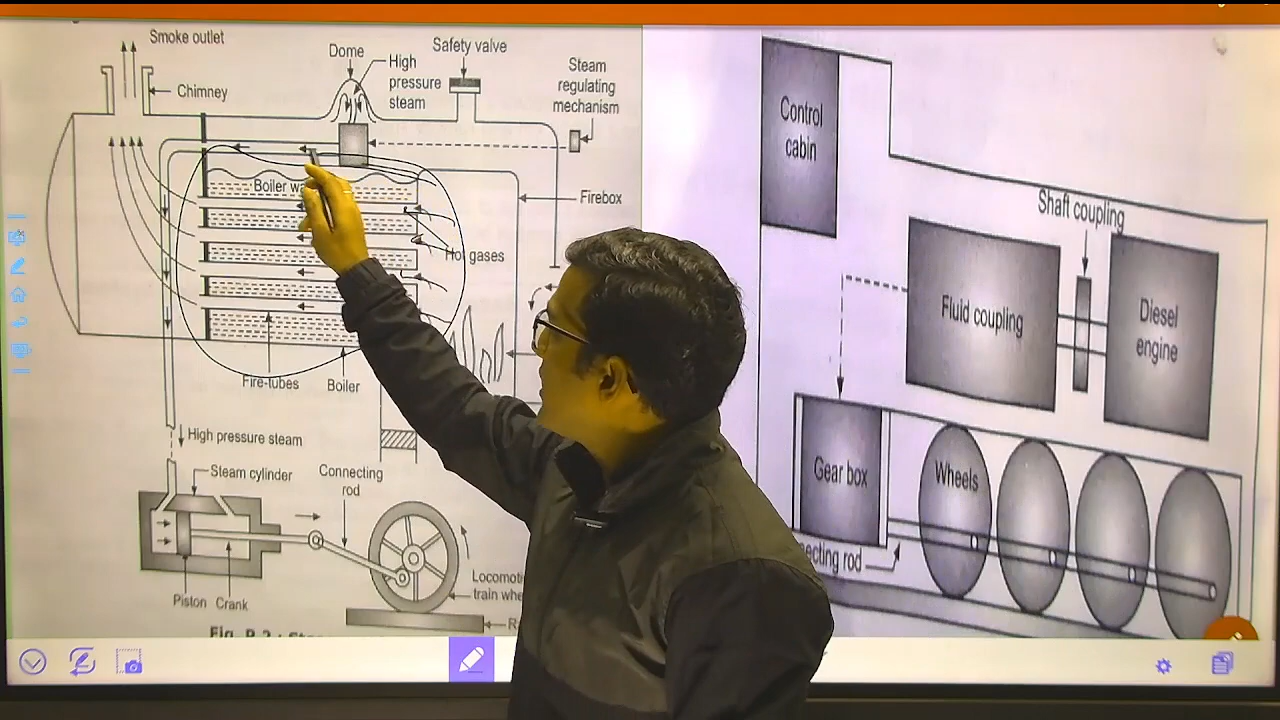 Smoke outlet
Chimney
Dome
High
pressure
steam
Safety valve
Steam
regulating
mechanism
Boiler
Firebox
Hot gases
Fire-tubes
Boiler
High pressure steam
Steam cylinder
Connecting
rod
Piston
Crank
train
Control
cabin
Shaft coupling
Fluid coupling
Diesel
engine
Gear box
Wheels
rod